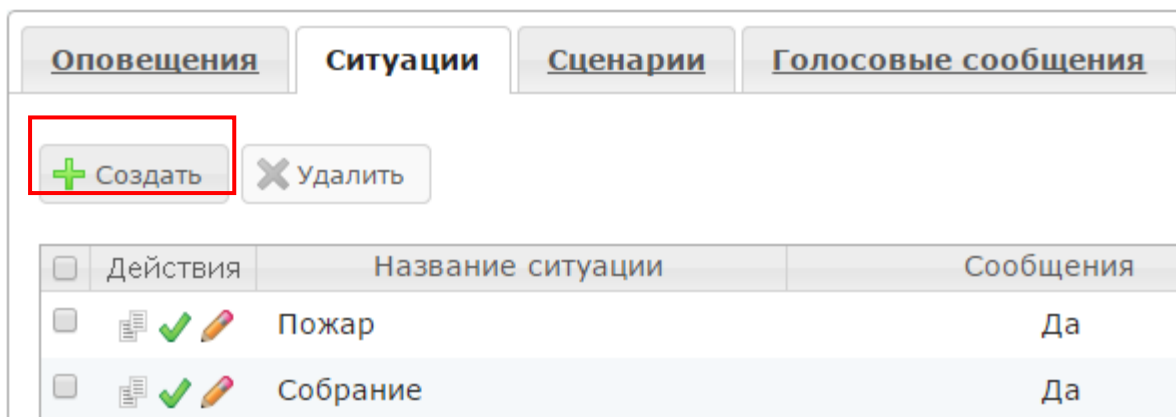 Оповещения Ситуации Сценарии Голосовые сообщения
Создать Удалить
Действия Название ситуации Сообщения
Пожар Да
Собрание Да